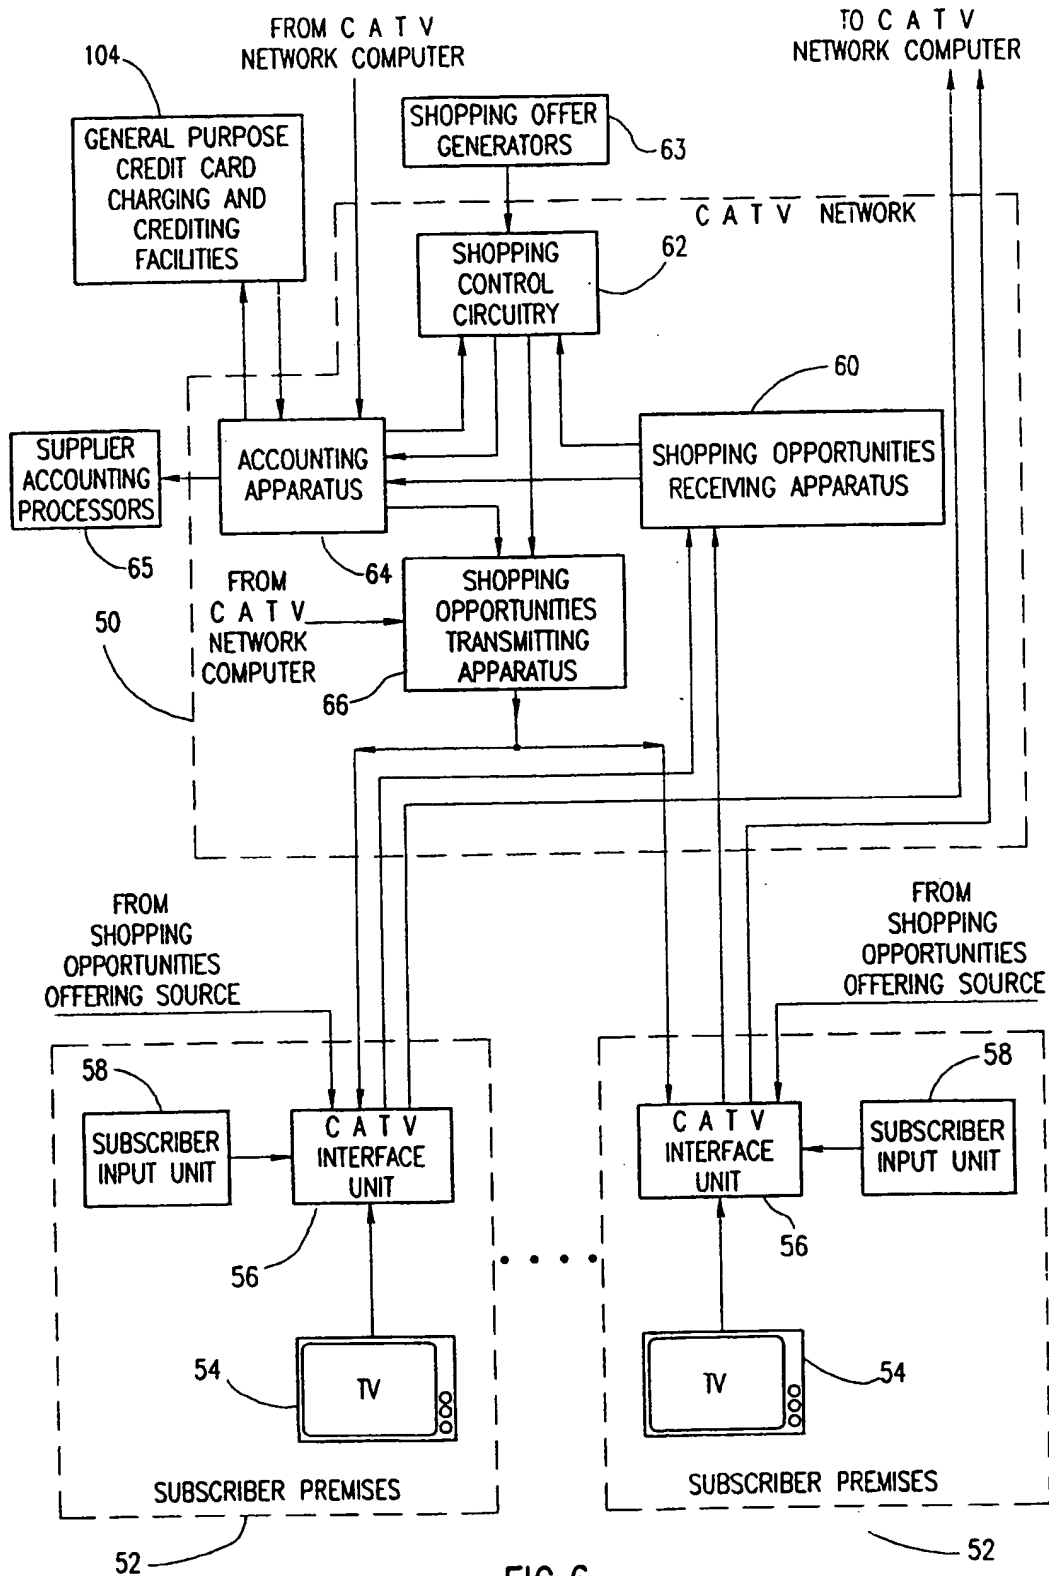 FROM C A T V
NETWORK COMPUTER
TO C A T V
NETWORK COMPUTER
104
GENERAL PURPOSE
CREDIT CARD
CHARGING AND
CREDITING
FACILITIES
SHOPPING OFFER
GENERATORS
63
C A T V NETWORK
SHOPPING
CONTROL
CIRCUITRY
62
60
SUPPLIER
ACCOUNTING
PROCESSORS
65
ACCOUNTING
APPARATUS
64
SHOPPING OPPORTUNITIES
RECEIVING APPARATUS
50
FROM
C A T V
NETWORK
COMPUTER
SHOPPING
OPPORTUNITIES
TRANSMITTING
APPARATUS
66
FROM
SHOPPING
OPPORTUNITIES
OFFERING SOURCE
FROM
SHOPPING
OPPORTUNITIES
OFFERING SOURCE
58
SUBSCRIBER
INPUT UNIT
C A T V
INTERFACE
UNIT
56
54
TV
SUBSCRIBER PREMISES
52
C A T V
INTERFACE
UNIT
58
SUBSCRIBER
INPUT UNIT
56
TV
54
SUBSCRIBER PREMISES
52
FIG. 6